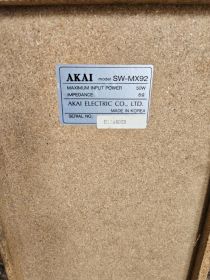 AKAI model SW-MX92
MAXIMUM INPUT POWER 50W
IMPEDANCE 6Ω
AKAI ELECTRIC CO., LTD.
MADE IN KOREA
SERIAL NO.